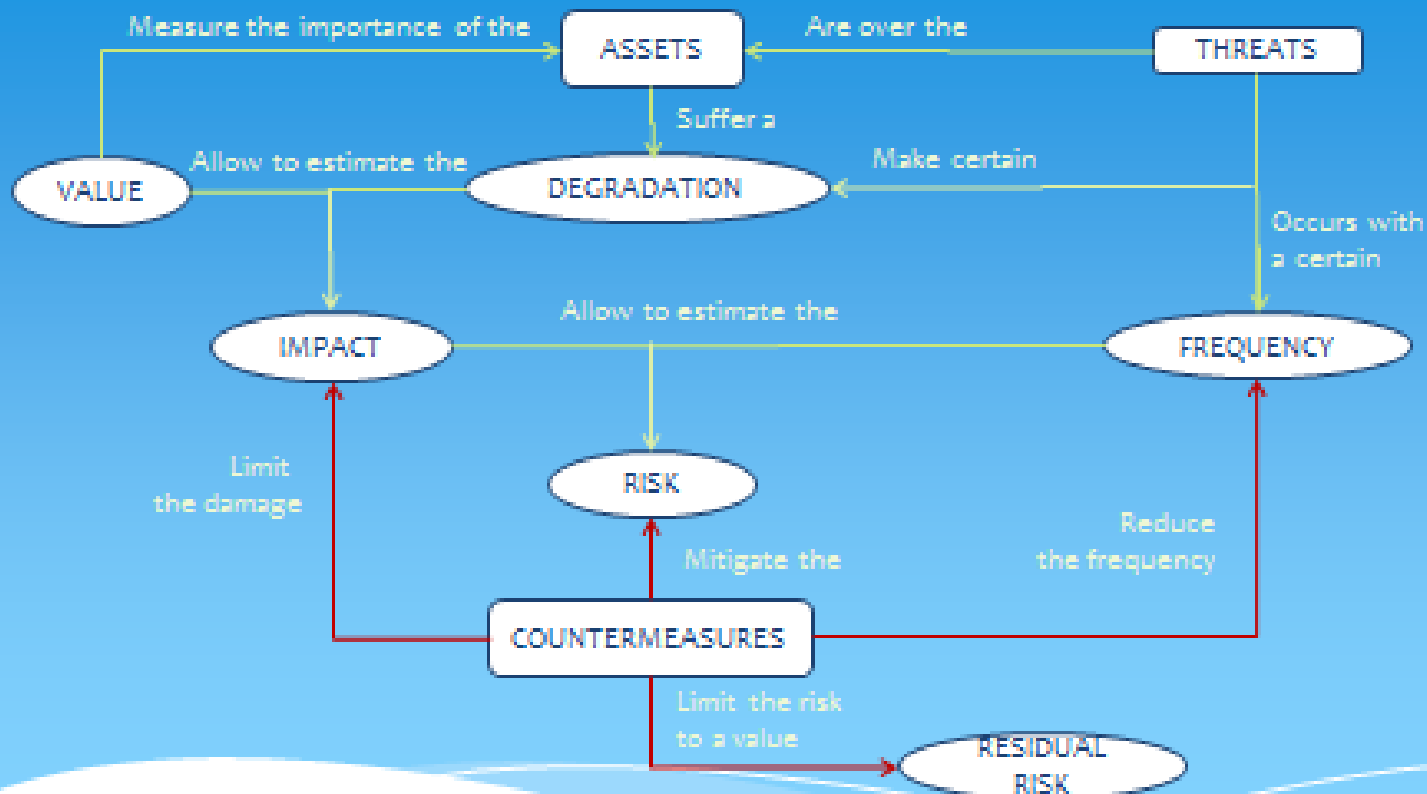 Measure the importance of the
ASSETS
Are over the
THREATS
Suffer a
Allow to estimate the
Make certain
VALUE
DEGRADATION
Occurs with
a certain
Allow to estimate the
IMPACT
FREQUENCY
Limit
the damage
RISK
Reduce
the frequency
Mitigate the
COUNTERMEASURES
Limit the risk
to a value
RESIDUAL
RISK